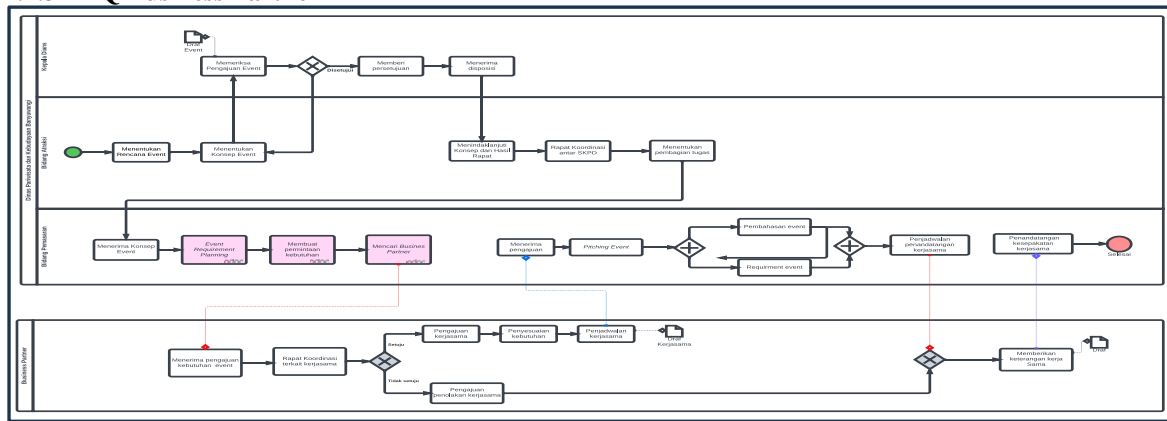 Dinas Pariwisata dan Kebudayaan Banyuwangi
Kepala Dinas
Draf
Event
Memeriksa
Pengajuan Event
Disetujui
Memberi
persetujuan
Menerima
disposisi
Bidang Atraksi
Menentukan
Rencana Event
Menentukan
Konsep Event
Menindaklanjuti
Konsep dan Hasil
Rapat
Rapat Koordinasi
antar SKPD
Menentukan
pembagian tugas
Bidang Pemasaran
Menerima Konsep
Event
Event
Requirement
Planning
Membuat
permintaan
kebutuhan
Mencari Busines
Partner
Menerima
pengajuan
Pitching Event
Pembahasan event
Requirment event
Penjadwalan
penandatangan
kerjasama
Penandatangan
kesepakatan
kerjasama
Selesai
Business Partner
Menerima pengajuan
kebutuhan event
Rapat Koordinasi
terkait kerjasama
Setuju
Pengajuan
kerjasama
Penyesuaian
kebutuhan
Penjadwalan
kerjasama
Draf
Kerjasama
Tidak setuju
Pengajuan
penolakan kerjasama
Memberikan
keterangan kerja
Sama
Draf